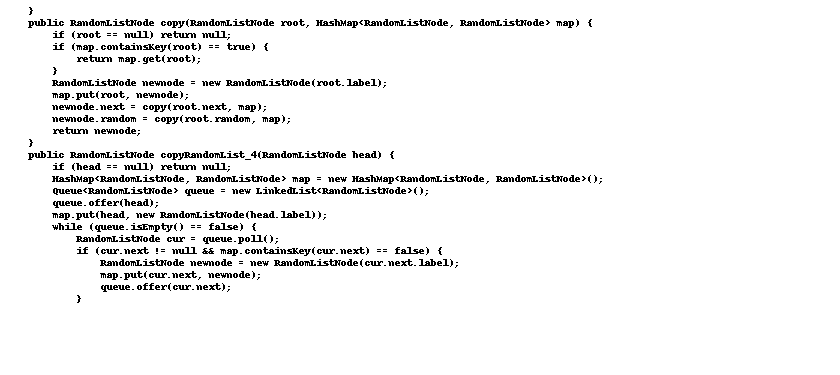 }
public RandomListNode copy(RandomListNode root, HashMap<RandomListNode, RandomListNode> map) {
if (root == null) return null;
if (map.containsKey(root) == true) {
return map.get(root);
}
RandomListNode newnode = new RandomListNode(root.label);
map.put(root, newnode);
newnode.next = copy(root.next, map);
newnode.random = copy(root.random, map);
return newnode;
}
public RandomListNode copyRandomList_4(RandomListNode head) {
if (head == null) return null;
HashMap<RandomListNode, RandomListNode> map = new HashMap<RandomListNode, RandomListNode>();
Queue<RandomListNode> queue = new LinkedList<RandomListNode>();
queue.offer(head);
map.put(head, new RandomListNode(head.label));
while (queue.isEmpty() == false) {
RandomListNode cur = queue.poll();
if (cur.next != null && map.containsKey(cur.next) == false) {
RandomListNode newnode = new RandomListNode(cur.next.label);
map.put(cur.next, newnode);
queue.offer(cur.next);
}